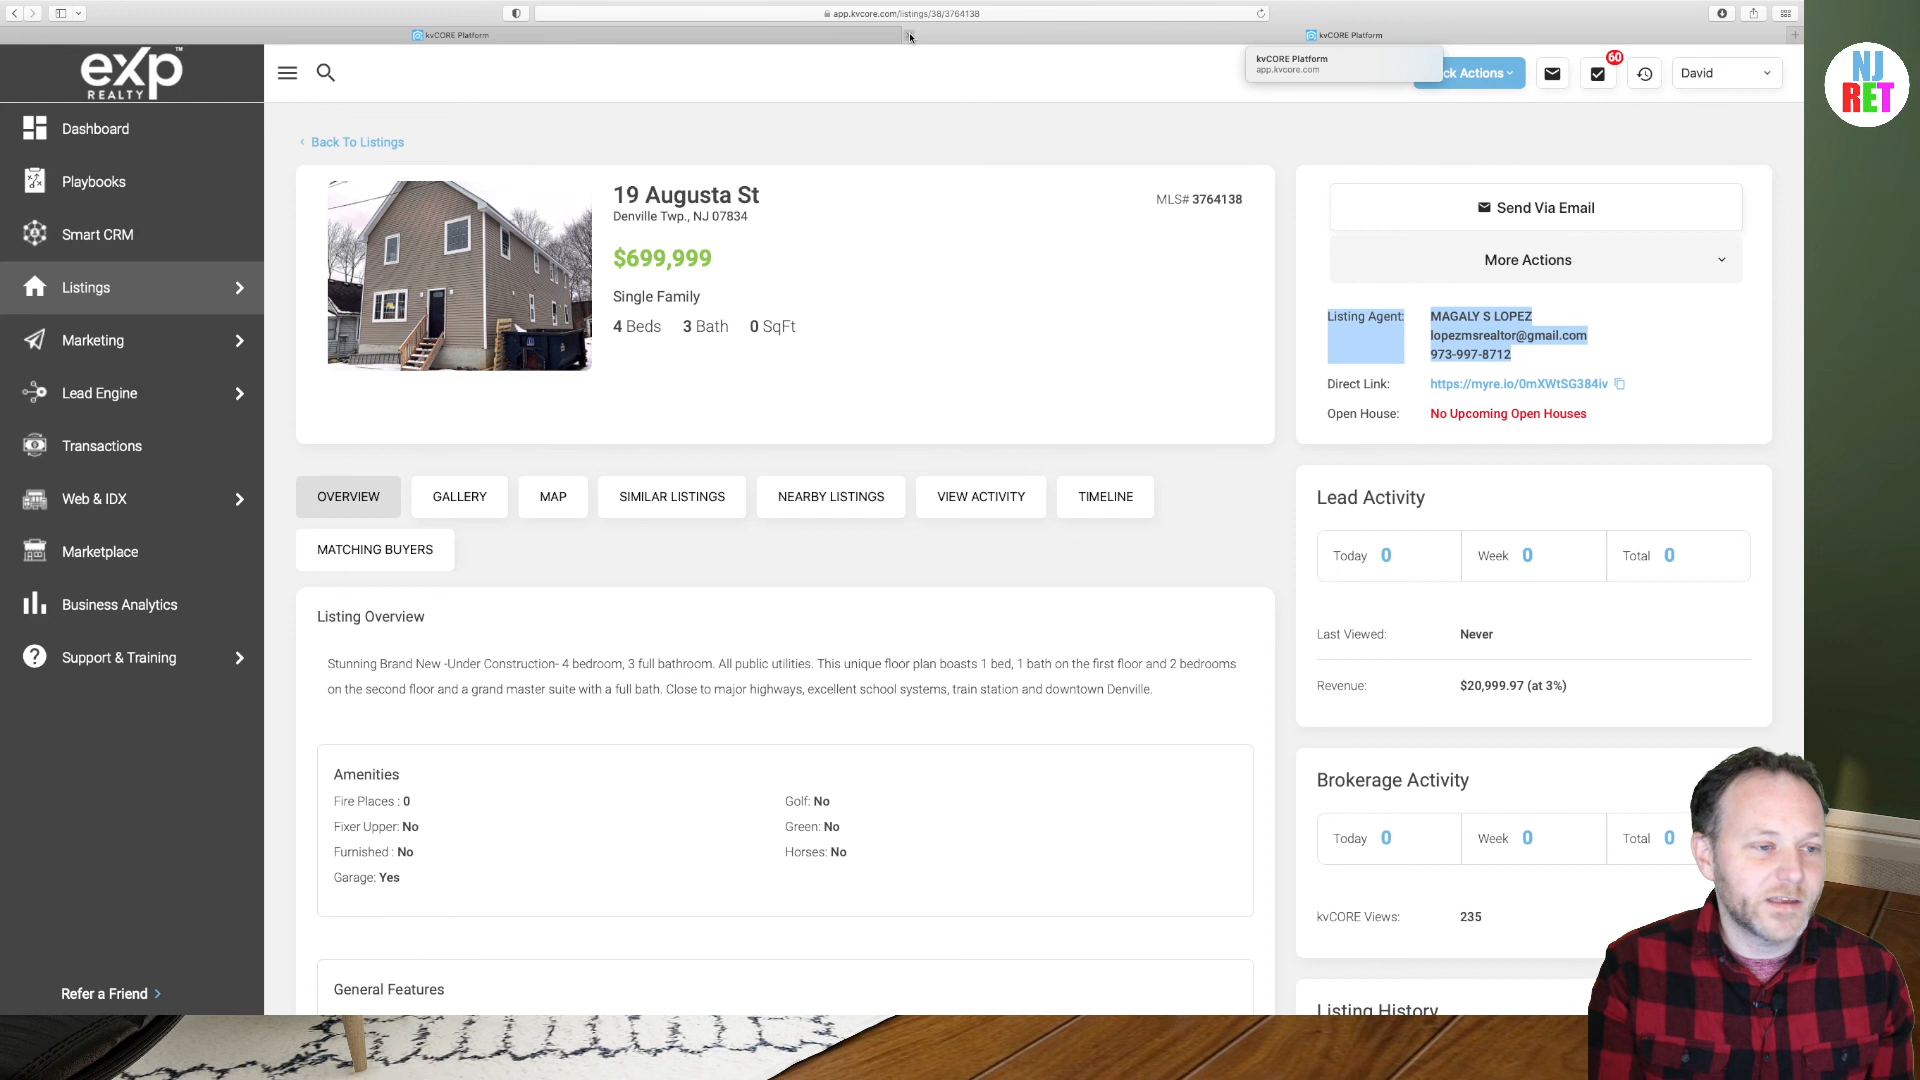 app.kvcore.com/listings/38/3764138
kvCORE Platform
kvCORE Platform
kvCORE Platform
app.kvcore.com
eXp
REALTY
ck Actions
60
David
NJ
RET
Dashboard
Playbooks
Smart CRM
Listings
Marketing
Lead Engine
Transactions
Web & IDX
Marketplace
Business Analytics
Support & Training
Refer a Friend
Back To Listings
19 Augusta St
Denville Twp., NJ 07834
MLS# 3764138
$699,999
Single Family
4 Beds 3 Bath 0 SqFt
Send Via Email
More Actions
Listing Agent: MAGALY S LOPEZ
lopezmsrealtor@gmail.com
973-997-8712
Direct Link: https://myre.io/0mXWtSG384iv
Open House: No Upcoming Open Houses
OVERVIEW GALLERY MAP SIMILAR LISTINGS NEARBY LISTINGS VIEW ACTIVITY TIMELINE
MATCHING BUYERS
Listing Overview
Stunning Brand New -Under Construction- 4 bedroom, 3 full bathroom. All public utilities. This unique floor plan boasts 1 bed, 1 bath on the first floor and 2 bedrooms
on the second floor and a grand master suite with a full bath. Close to major highways, excellent school systems, train station and downtown Denville.
Amenities
Fire Places : 0 Golf: No
Fixer Upper: No Green: No
Furnished : No Horses: No
Garage: Yes
General Features
Lead Activity
Today 0 Week 0 Total 0
Last Viewed: Never
Revenue: $20,999.97 (at 3%)
Brokerage Activity
Today 0 Week 0 Total 0
kvCORE Views: 235
Listing History